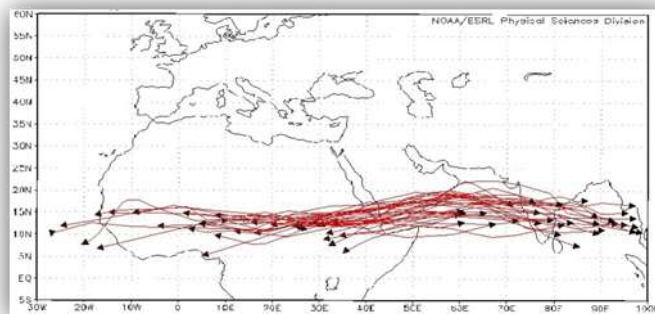 NOAA/ESRL Physical Sciences Division
60N
55N
50N
45N
40N
35N
30N
25N
20N
15N
10N
5N
EQ
5S
30W 20W 10W 0 10E 20E 30E 40E 50E 60E 70E 80E 90E 100E